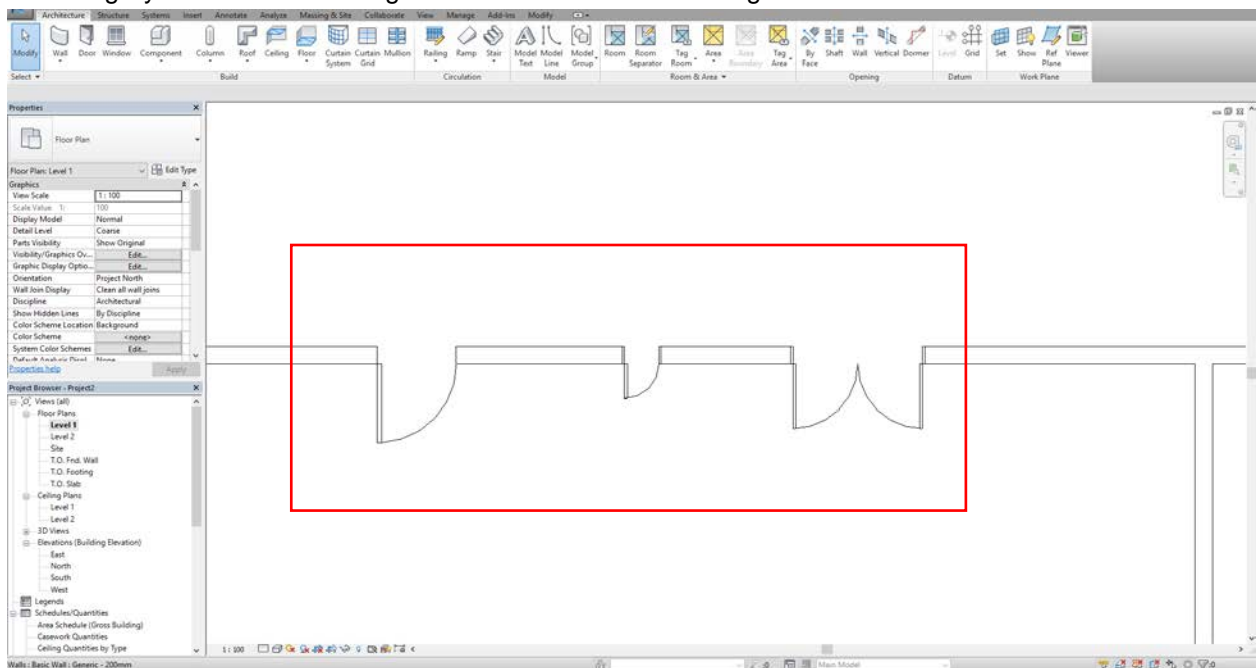 Architecture Structure Systems Insert Annotate Analyze Massing & Site Collaborate View Manage Add-Ins Modify
Modify Wall Door Window Component Column Roof Ceiling Floor Curtain System Curtain Grid Mullion Railing Ramp Stair Model Text Model Line Model Group Room Room Separator Tag Room Area Area Boundary Tag Area By Face Shaft Wall Vertical Dormer Level Grid Set Show Ref Plane Viewer
Select Build Circulation Model Room & Area Opening Datum Work Plane
Properties
Floor Plan
Floor Plan: Level 1 Edit Type
Graphics
View Scale 1 : 100
Scale Value 1: 100
Display Model Normal
Detail Level Coarse
Parts Visibility Show Original
Visibility/Graphics Ov... Edit...
Graphic Display Optio... Edit...
Orientation Project North
Wall Join Display Clean all wall joins
Discipline Architectural
Show Hidden Lines By Discipline
Color Scheme Location Background
Color Scheme <none>
System Color Schemes Edit...
Default Analysis Displ... None
Properties help Apply
Project Browser - Project2
Views (all)
Floor Plans
Level 1
Level 2
Site
T.O. Fnd. Wall
T.O. Footing
T.O. Slab
Ceiling Plans
Level 1
Level 2
3D Views
Elevations (Building Elevation)
East
North
South
West
Legends
Schedules/Quantities
Area Schedule (Gross Building)
Casework Quantities
Ceiling Quantities by Type
1 : 100
Walls : Basic Wall : Generic - 200mm
Main Model